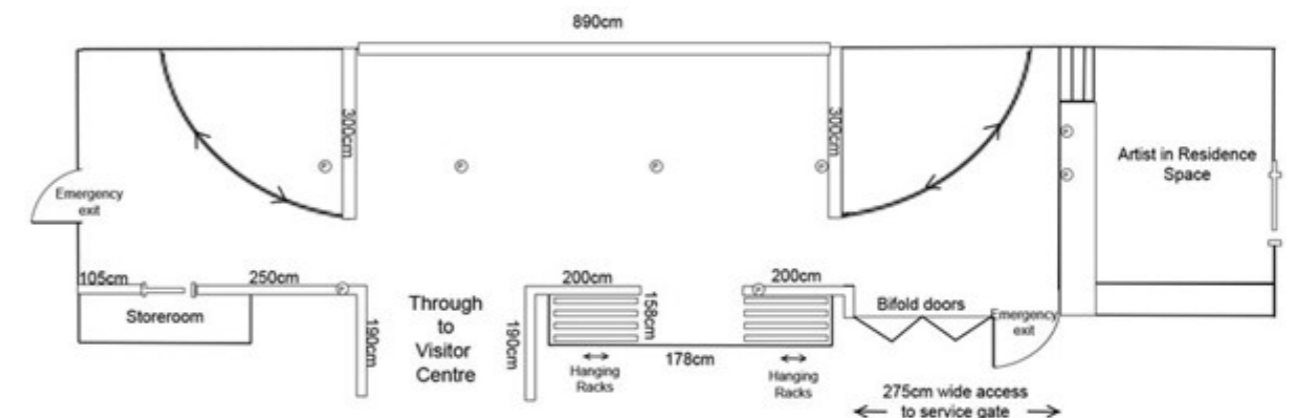 890cm
300cm
300cm
Artist in Residence
Space
Emergency
exit
105cm
250cm
200cm
200cm
Storeroom
Through
to
Visitor
Centre
158cm
Bifold doors
Emergency
exit
190cm
190cm
178cm
Hanging
Racks
Hanging
Racks
275cm wide access
to service gate